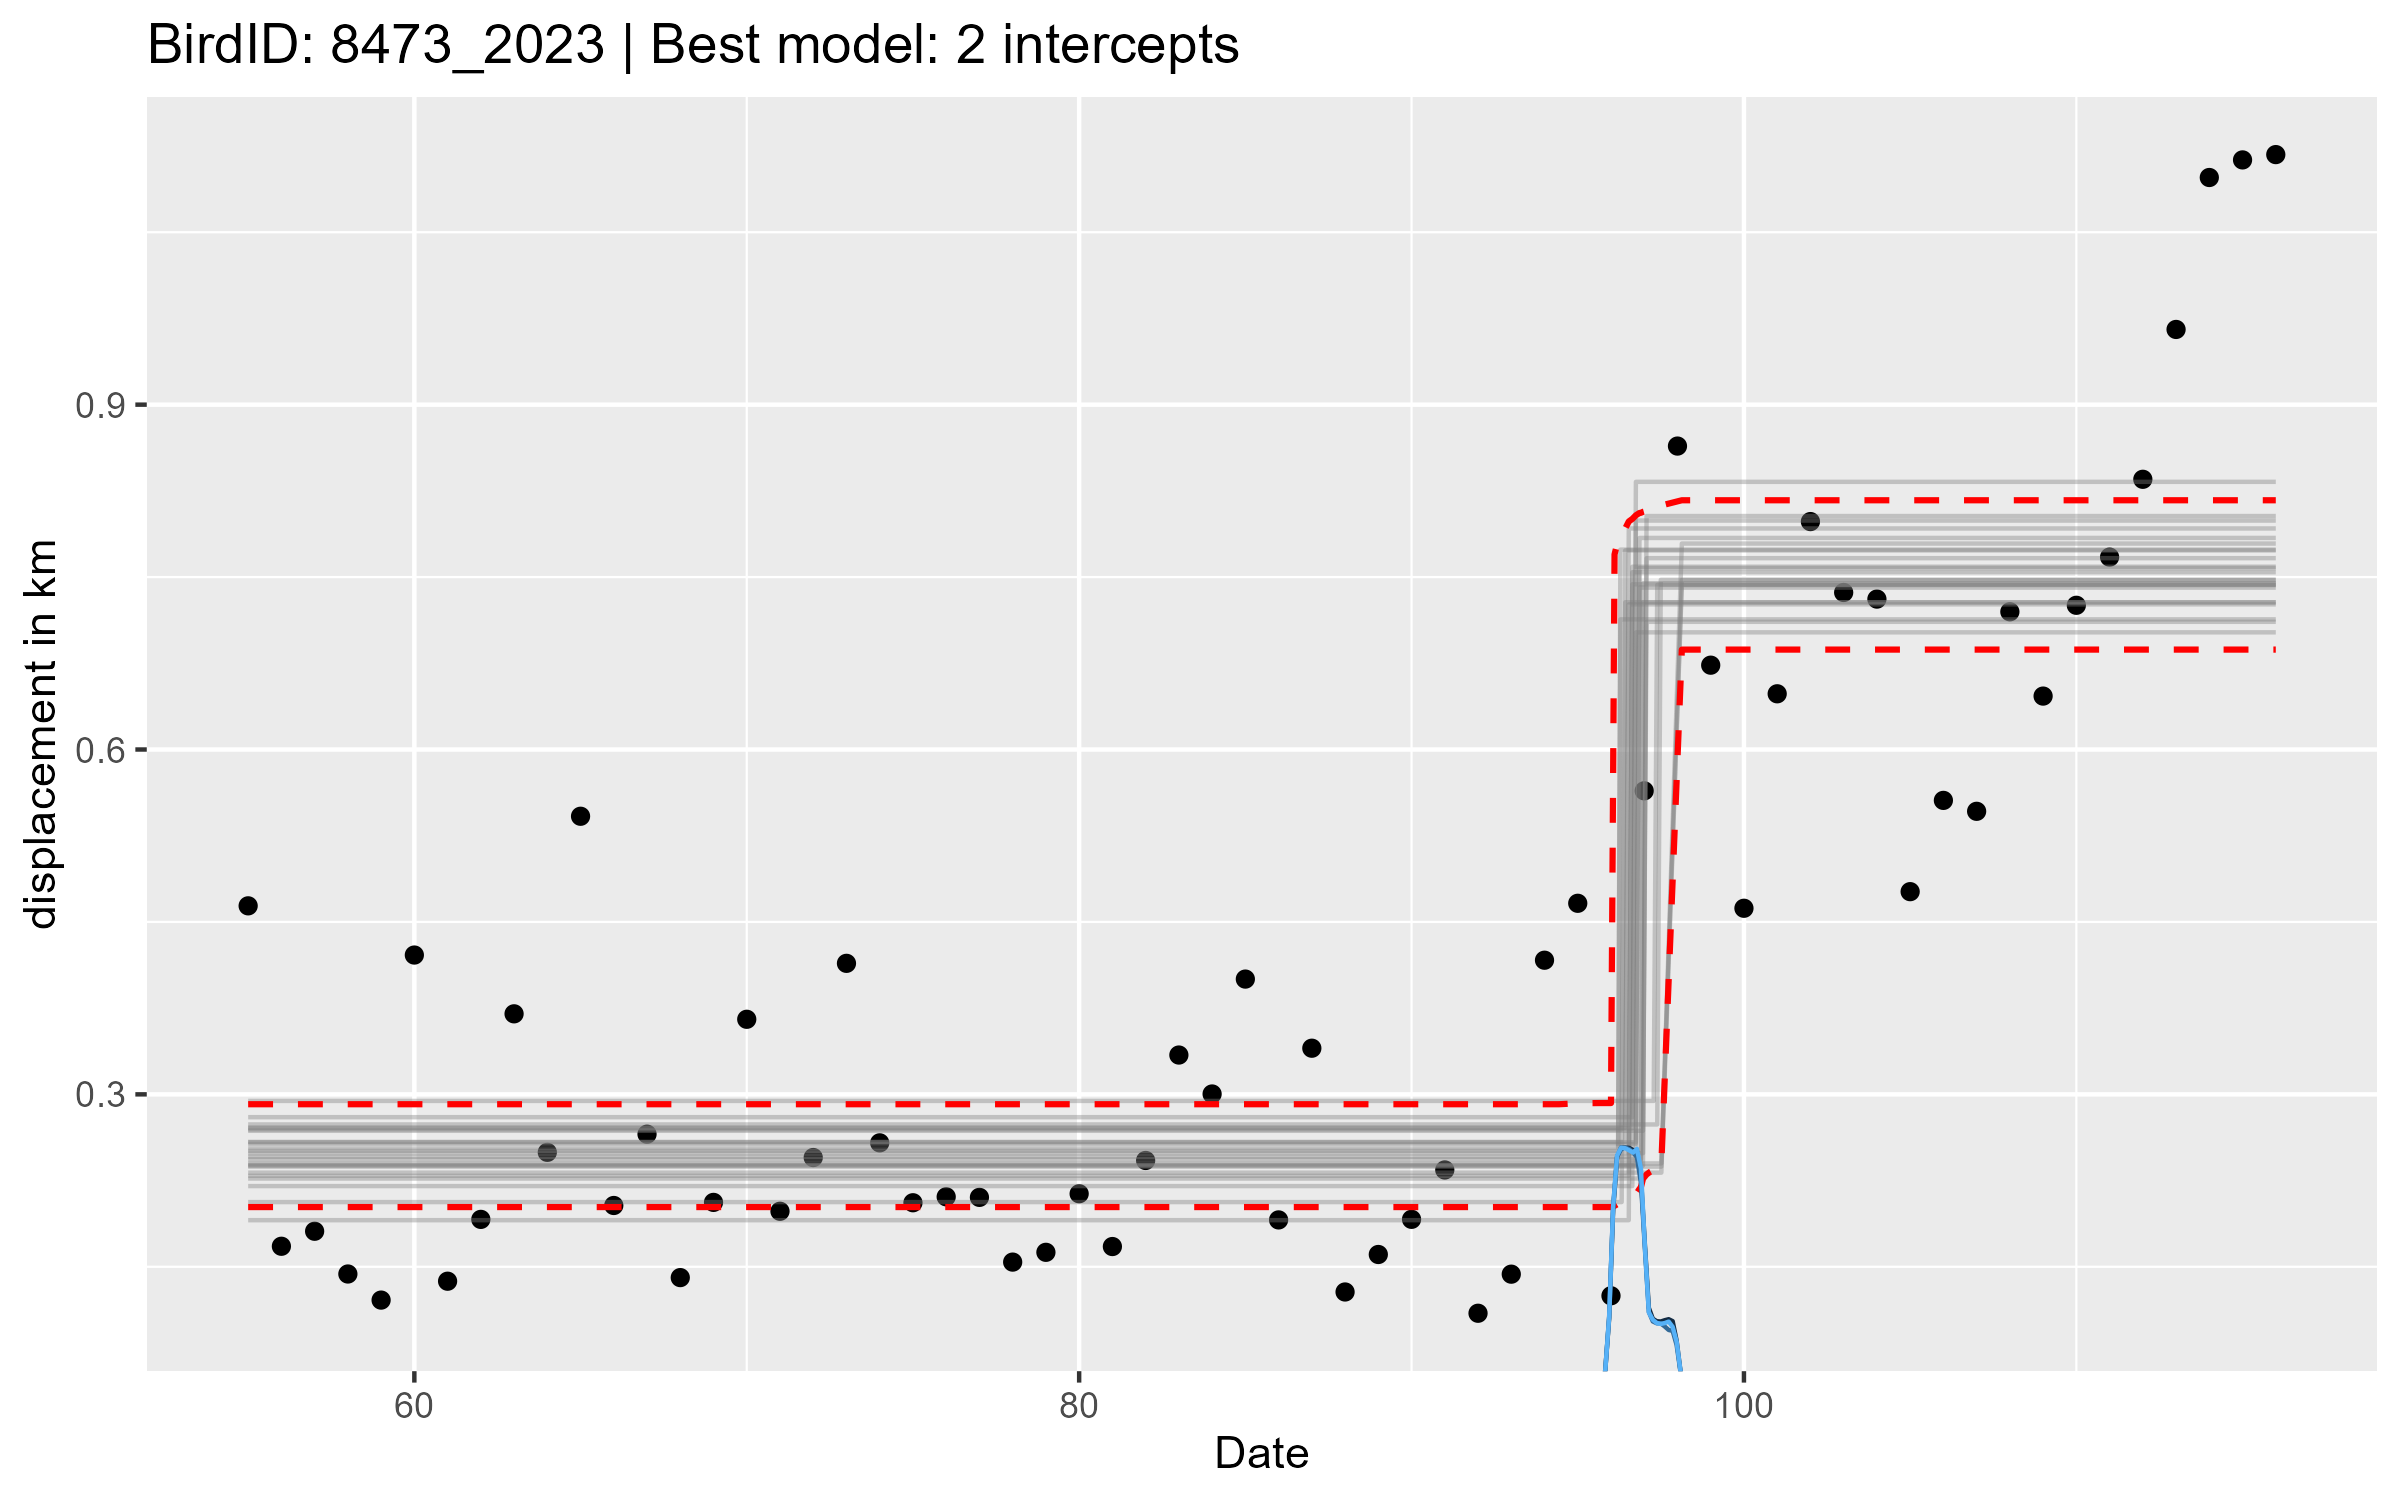 BirdID: 8473_2023 | Best model: 2 intercepts
displacement in km
0.9
0.6
0.3
60
80
100
Date